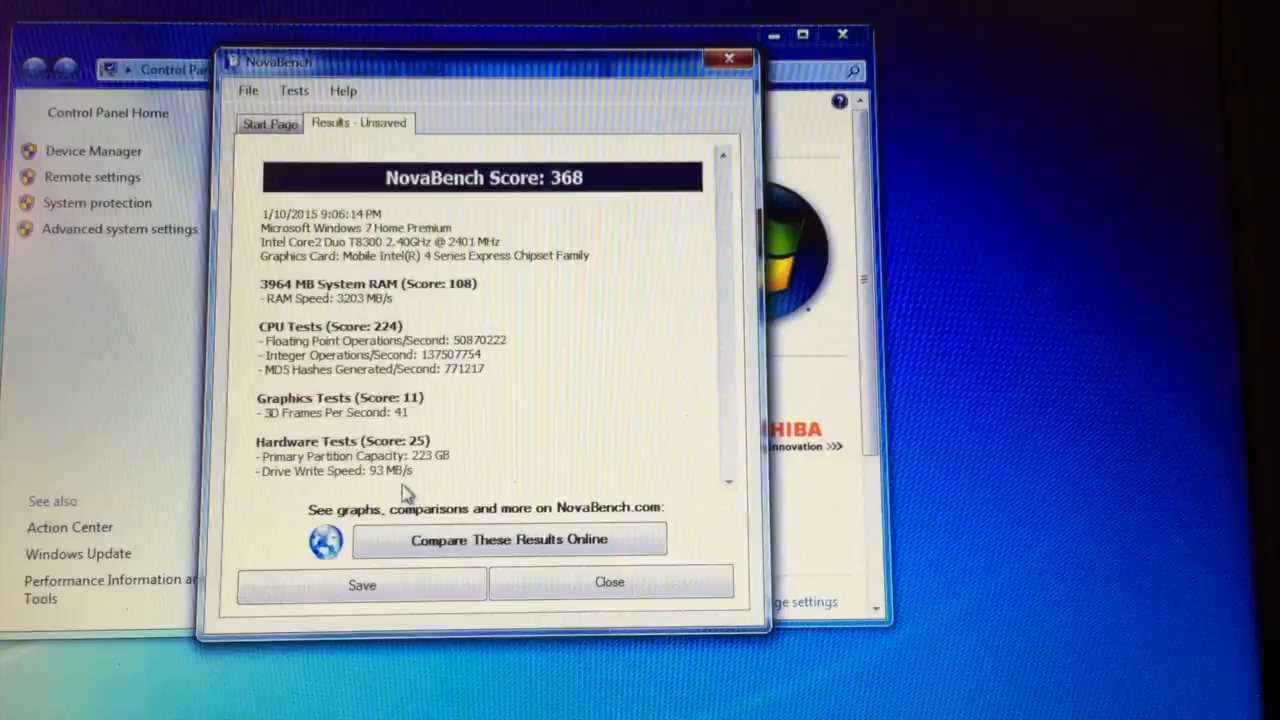 Control Par
NovaBench
File Tests Help
Start Page Results - Unsaved
NovaBench Score: 368
1/10/2015 9:06:14 PM
Microsoft Windows 7 Home Premium
Intel Core2 Duo T8300 2.40GHz @ 2401 MHz
Graphics Card: Mobile Intel(R) 4 Series Express Chipset Family
3964 MB System RAM (Score: 108)
- RAM Speed: 3203 MB/s
CPU Tests (Score: 224)
- Floating Point Operations/Second: 50870222
- Integer Operations/Second: 137507754
- MD5 Hashes Generated/Second: 771217
Graphics Tests (Score: 11)
- 3D Frames Per Second: 41
Hardware Tests (Score: 25)
- Primary Partition Capacity: 223 GB
- Drive Write Speed: 93 MB/s
See graphs, comparisons and more on NovaBench.com:
Compare These Results Online
Save Close
Control Panel Home
Device Manager
Remote settings
System protection
Advanced system settings
See also
Action Center
Windows Update
Performance Information an
Tools
HIBA
nnovation >>>
ge settings